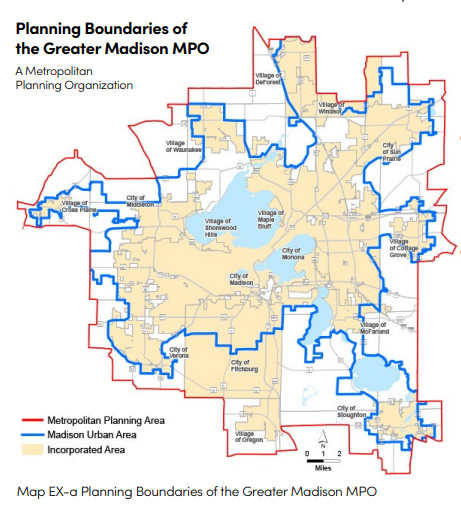 Planning Boundaries of
the Greater Madison MPO
A Metropolitan
Planning Organization
Village of
DeForest
Village of
Windsor
Village
of Waunakee
City
of Sun
Prairie
City of
Middleton
Village of
Cross Plains
Village of
Shorewood
Hills
Village of
Maple
Bluff
City of
Monona
Village
of Cottage
Grove
City of
Madison
Village of
McFarland
City of
Verona
City of
Fitchburg
City of
Stoughton
Village
of Oregon
Metropolitan Planning Area
Madison Urban Area
Incorporated Area
N
0 1 2
Miles
Map EX-a Planning Boundaries of the Greater Madison MPO